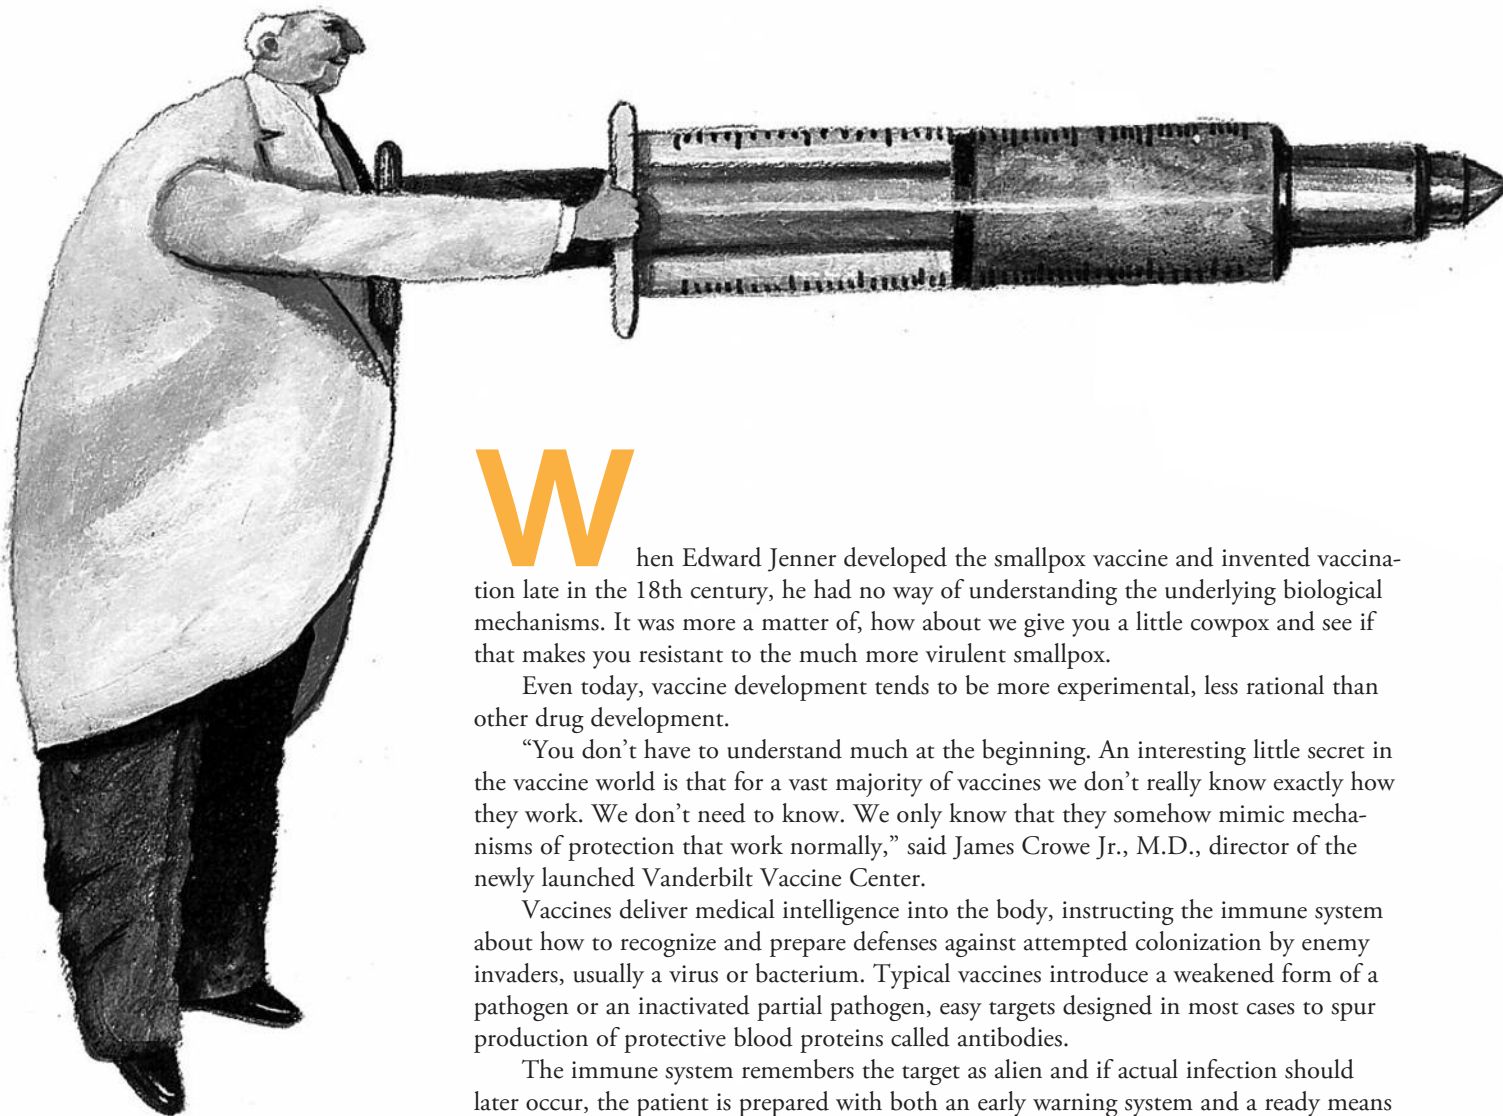 When Edward Jenner developed the smallpox vaccine and invented vaccina-
tion late in the 18th century, he had no way of understanding the underlying biological
mechanisms. It was more a matter of, how about we give you a little cowpox and see if
that makes you resistant to the much more virulent smallpox.
Even today, vaccine development tends to be more experimental, less rational than
other drug development.
“You don’t have to understand much at the beginning. An interesting little secret in
the vaccine world is that for a vast majority of vaccines we don’t really know exactly how
they work. We don’t need to know. We only know that they somehow mimic mecha-
nisms of protection that work normally,” said James Crowe Jr., M.D., director of the
newly launched Vanderbilt Vaccine Center.
Vaccines deliver medical intelligence into the body, instructing the immune system
about how to recognize and prepare defenses against attempted colonization by enemy
invaders, usually a virus or bacterium. Typical vaccines introduce a weakened form of a
pathogen or an inactivated partial pathogen, easy targets designed in most cases to spur
production of protective blood proteins called antibodies.
The immune system remembers the target as alien and if actual infection should
later occur, the patient is prepared with both an early warning system and a ready means